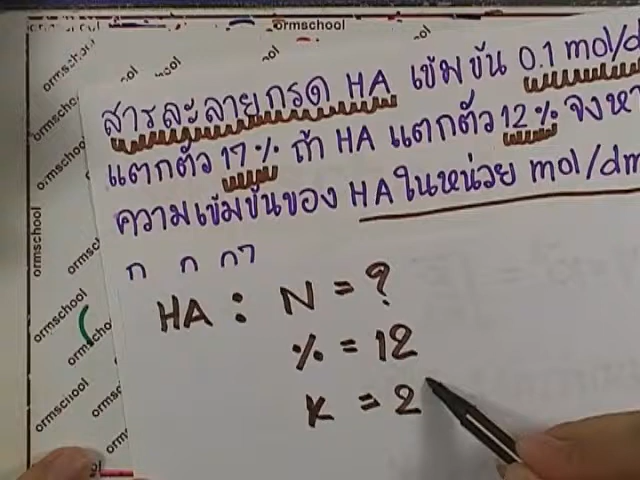 ormschool
สารละลายกรด HA เข้มข้น 0.1 mol/d
แตกตัว 17% ถ้า HA แตกตัว 12% จงหา
ความเข้มข้นของ HA ในหน่วย mol/dm
HA : N = ?
% = 12
K = 2
ormschool
ormschool